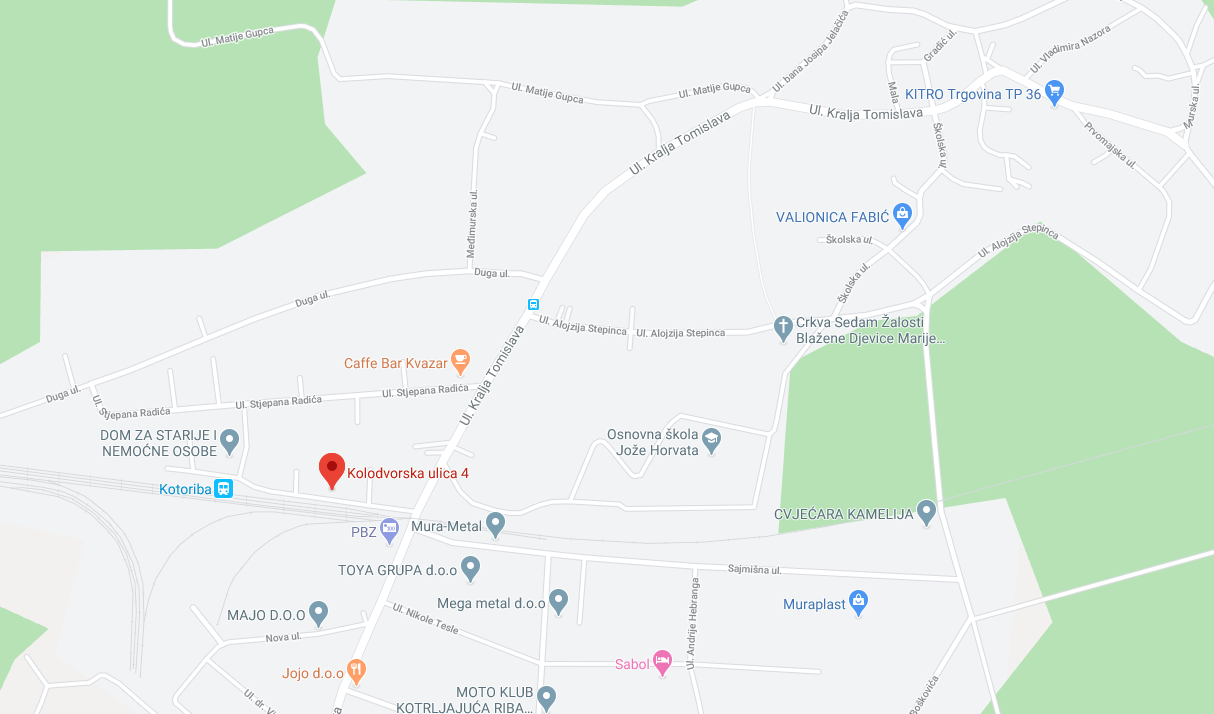 Ul. Matije Gupca
Ul. Matije Gupca
Ul. Matije Gupca
Ul. bana Josipa Jelačića
Gradić ul.
Ul. Vladimira Nazora
Mala
KITRO Trgovina TP 36
Ul. Kralja Tomislava
Ul. Kralja Tomislava
Školska ul.
Prvomajska ul.
Murska ul.
Međimurska ul.
VALIONICA FABIĆ
Školska ul.
Ul. Alojzija Stepinca
Duga ul.
Duga ul.
Školska ul.
Ul. Alojzija Stepinca
Ul. Alojzija Stepinca
Crkva Sedam Žalosti
Blažene Djevice Marije...
Ul. Kralja Tomislava
Caffe Bar Kvazar
Duga ul.
Ul. Stjepana Radića
Ul. Stjepana Radića
Ul. Stjepana Radića
DOM ZA STARIJE I
NEMOĆNE OSOBE
Osnovna škola
Jože Horvata
Kolodvorska ulica 4
Kotoriba
PBZ
Mura-Metal
CVJEĆARA KAMELIJA
TOYA GRUPA d.o.o
Sajmišna ul.
Mega metal d.o.o
Muraplast
MAJO D.O.O
Ul. Nikole Tesle
Ul. Andrije Hebranga
Nova ul.
Sabol
Jojo d.o.o
MOTO KLUB
KOTRLJAJUĆA RIBA...
Ul. dr. V
Boškovića